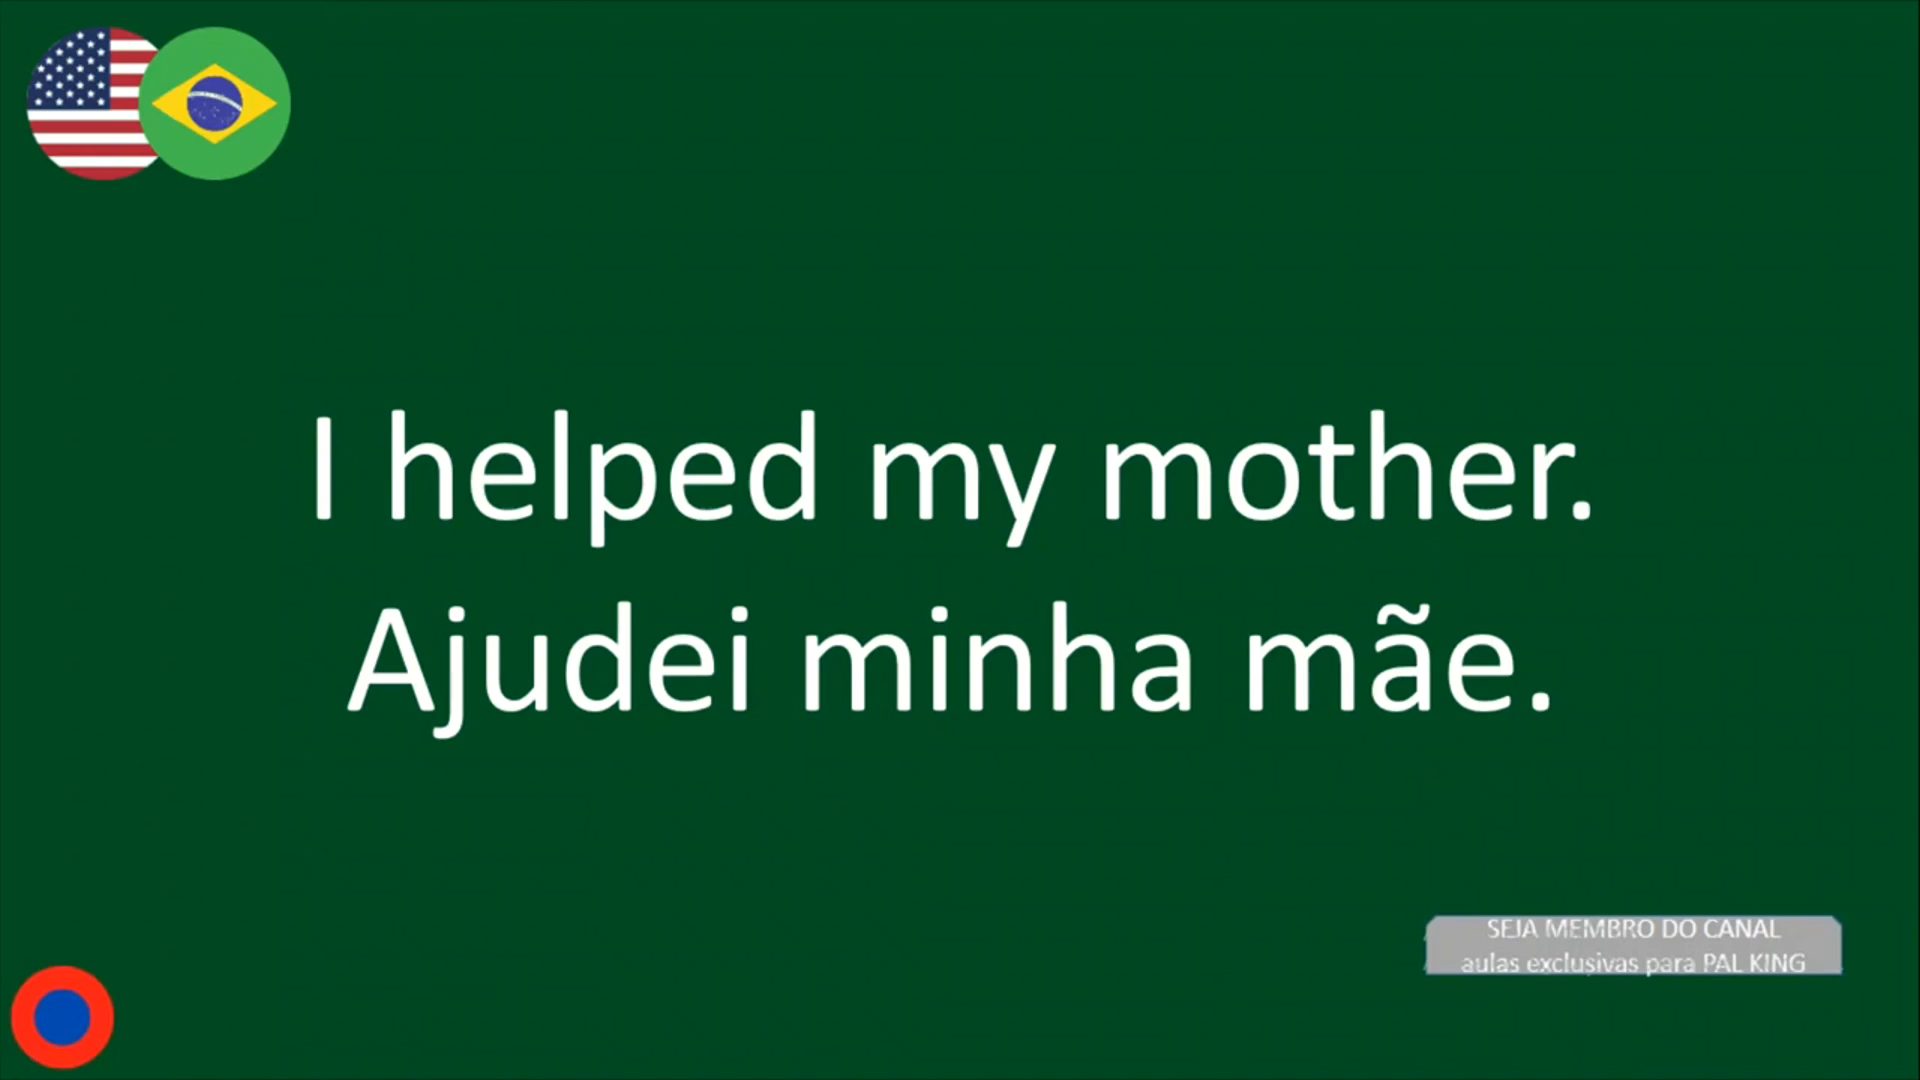 I helped my mother.
Ajudei minha mãe.
SEJA MEMBRO DO CANAL
aulas exclusivas para PAL KING